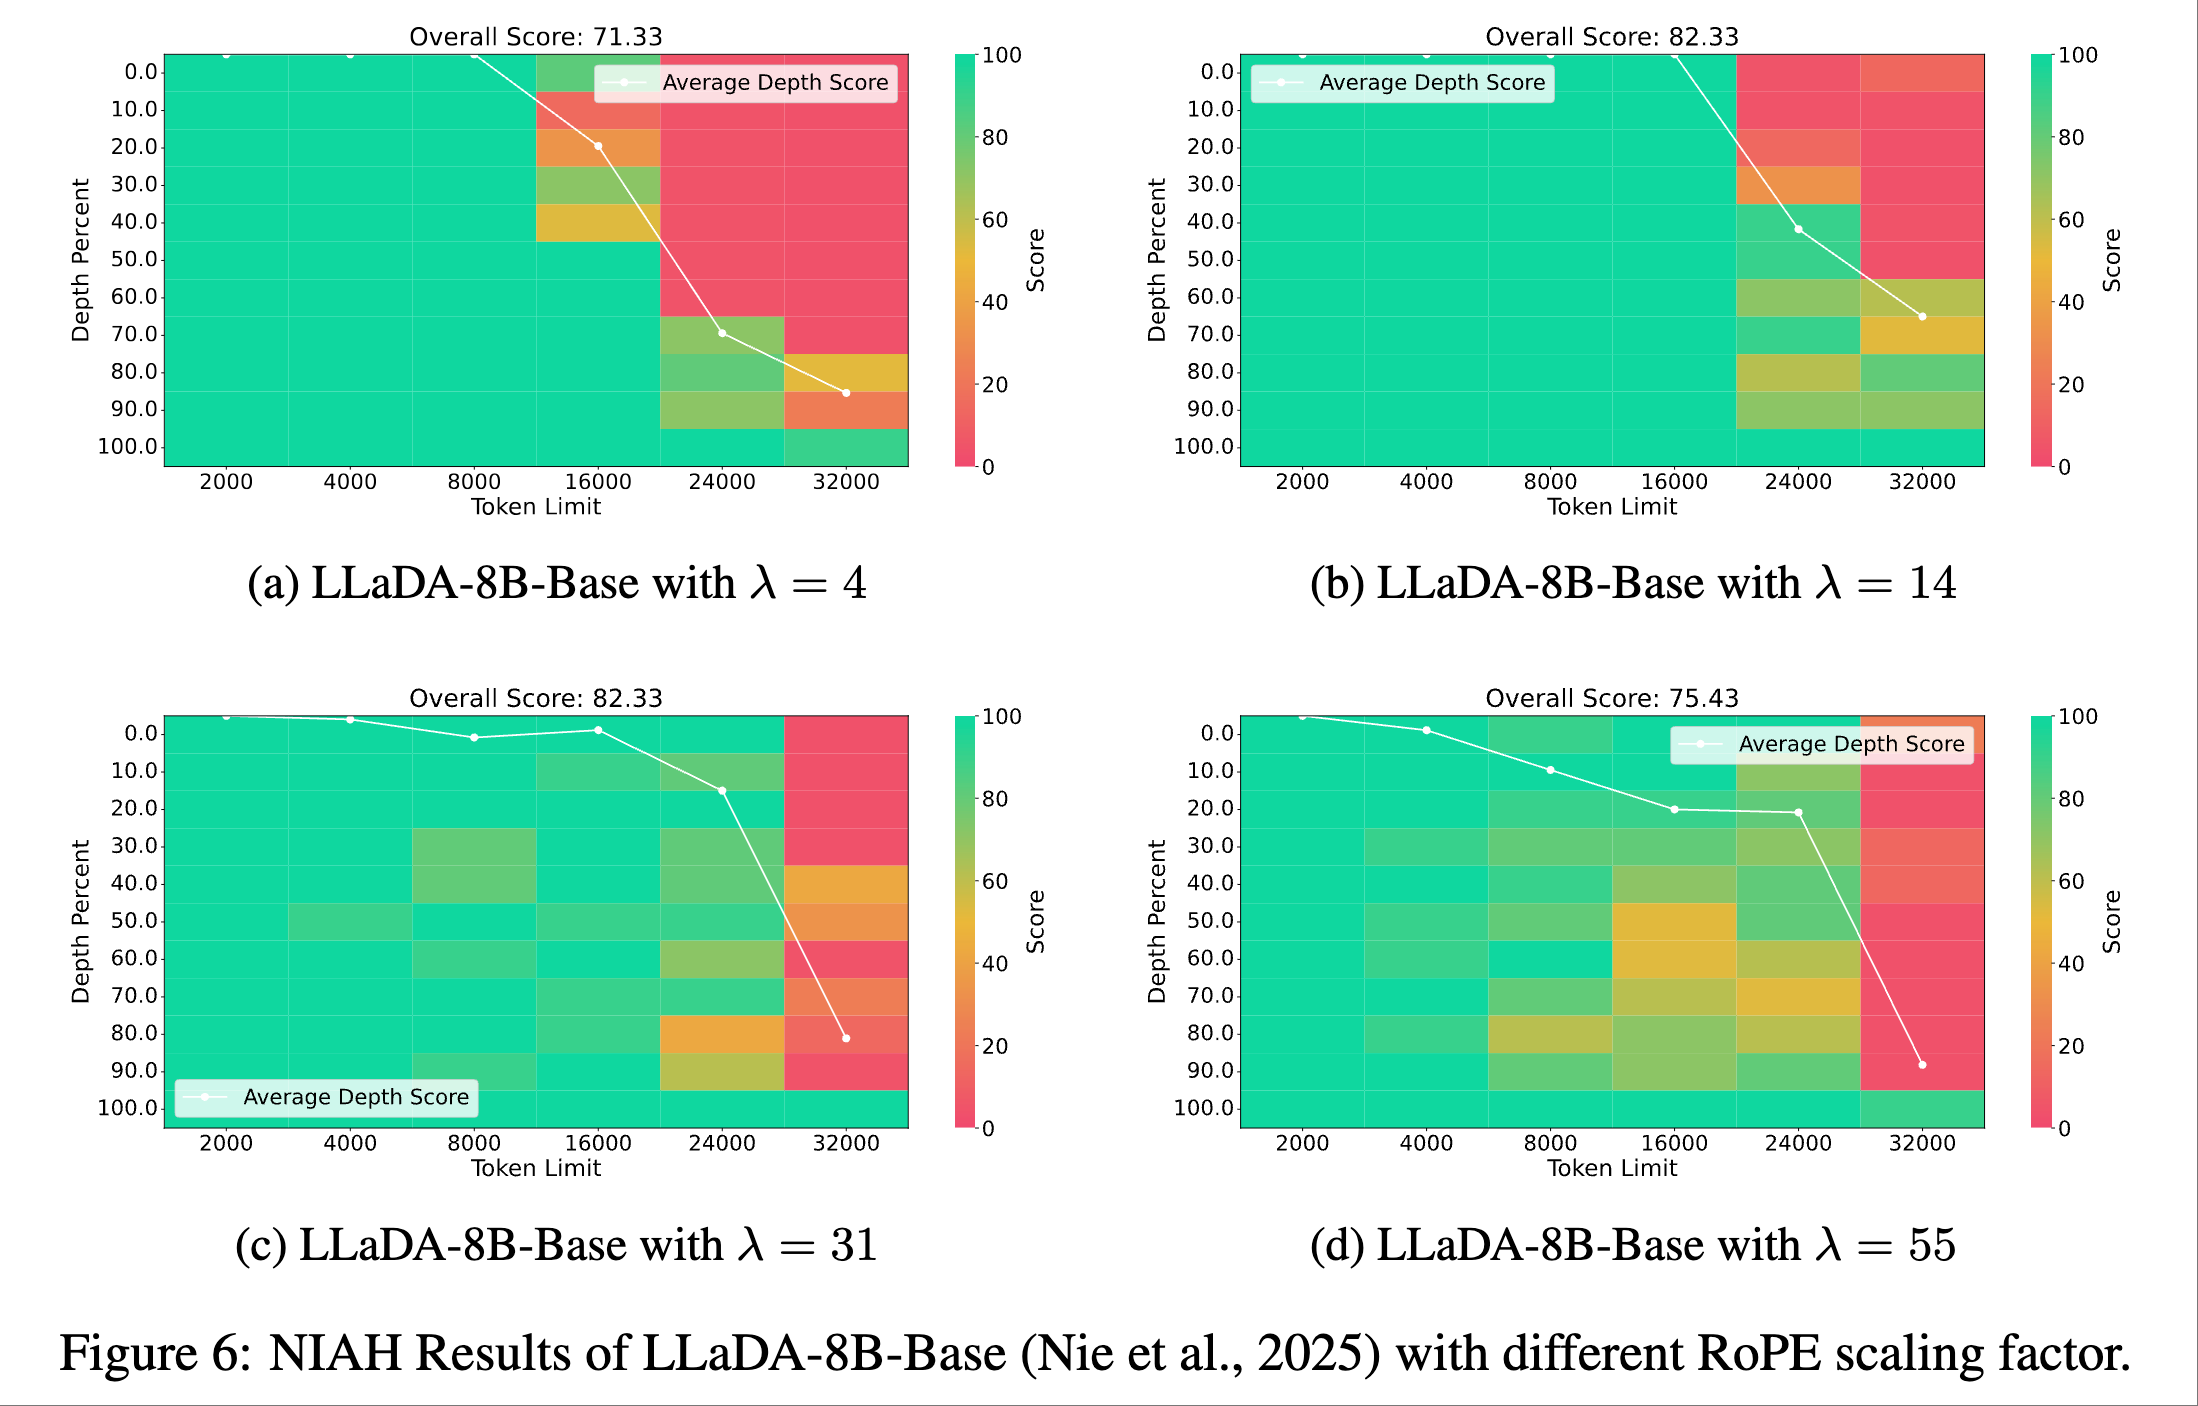 Overall Score: 71.33
Average Depth Score
0.0
10.0
20.0
30.0
40.0
50.0
60.0
70.0
80.0
90.0
100.0
Depth Percent
2000 4000 8000 16000 24000 32000
Token Limit
100
80
60
40
20
0
Score
(a) LLaDA-8B-Base with λ = 4
Overall Score: 82.33
Average Depth Score
0.0
10.0
20.0
30.0
40.0
50.0
60.0
70.0
80.0
90.0
100.0
Depth Percent
2000 4000 8000 16000 24000 32000
Token Limit
100
80
60
40
20
0
Score
(b) LLaDA-8B-Base with λ = 14
Overall Score: 82.33
0.0
10.0
20.0
30.0
40.0
50.0
60.0
70.0
80.0
90.0
100.0
Depth Percent
Average Depth Score
2000 4000 8000 16000 24000 32000
Token Limit
100
80
60
40
20
0
Score
(c) LLaDA-8B-Base with λ = 31
Overall Score: 75.43
Average Depth Score
0.0
10.0
20.0
30.0
40.0
50.0
60.0
70.0
80.0
90.0
100.0
Depth Percent
2000 4000 8000 16000 24000 32000
Token Limit
100
80
60
40
20
0
Score
(d) LLaDA-8B-Base with λ = 55
Figure 6: NIAH Results of LLaDA-8B-Base (Nie et al., 2025) with different RoPE scaling factor.